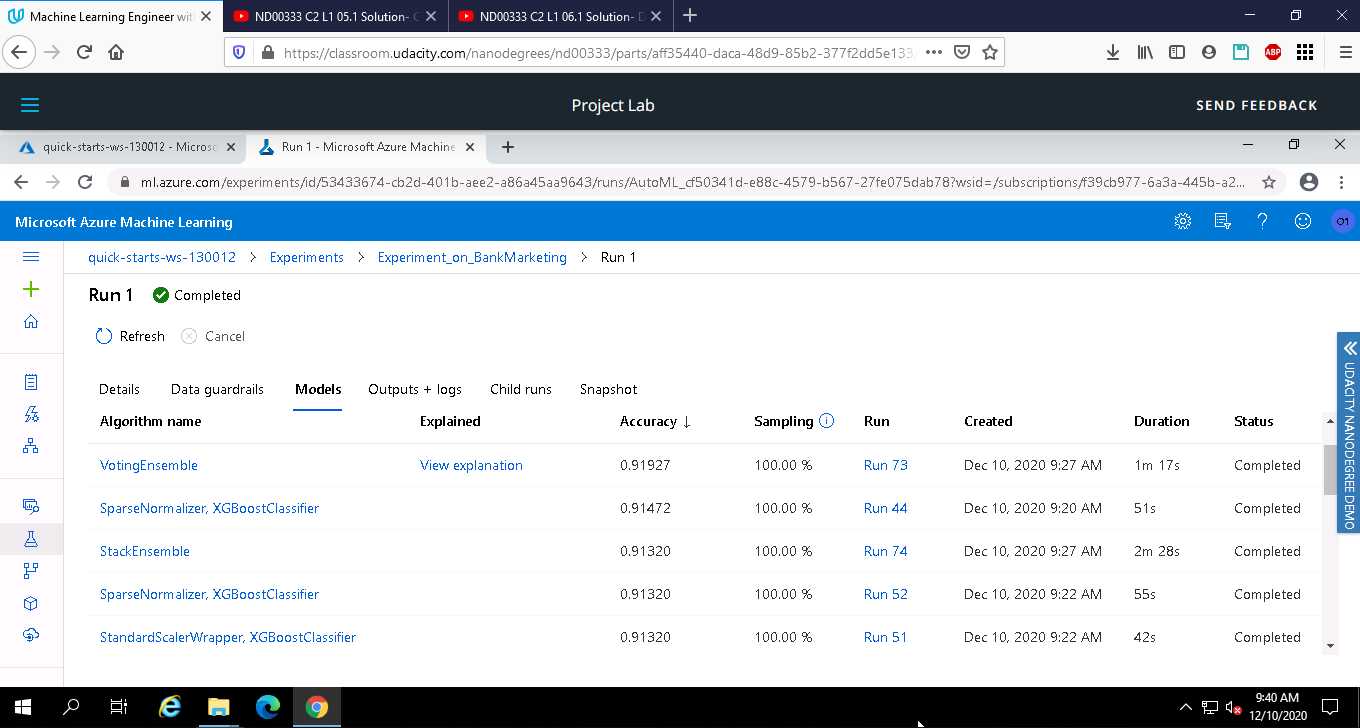 Machine Learning Engineer wit
ND00333 C2 L1 05.1 Solution-
ND00333 C2 L1 06.1 Solution-
https://classroom.udacity.com/nanodegrees/nd00333/parts/aff35440-daca-48d9-85b2-377f2dd5e133/
ABP
Project Lab
SEND FEEDBACK
quick-starts-ws-130012 - Microso
Run 1 - Microsoft Azure Machine
ml.azure.com/experiments/id/53433674-cb2d-401b-aee2-a86a45aa9643/runs/AutoML_cf50341d-e88c-4579-b567-27fe075dab78?wsid=/subscriptions/f39cb977-6a3a-445b-a2...
Microsoft Azure Machine Learning
O1
quick-starts-ws-130012 > Experiments > Experiment_on_BankMarketing > Run 1
Run 1 Completed
Refresh Cancel
Details Data guardrails Models Outputs + logs Child runs Snapshot
Algorithm name Explained Accuracy ↓ Sampling Run Created Duration Status
VotingEnsemble View explanation 0.91927 100.00 % Run 73 Dec 10, 2020 9:27 AM 1m 17s Completed
SparseNormalizer, XGBoostClassifier 0.91472 100.00 % Run 44 Dec 10, 2020 9:20 AM 51s Completed
StackEnsemble 0.91320 100.00 % Run 74 Dec 10, 2020 9:27 AM 2m 28s Completed
SparseNormalizer, XGBoostClassifier 0.91320 100.00 % Run 52 Dec 10, 2020 9:22 AM 55s Completed
StandardScalerWrapper, XGBoostClassifier 0.91320 100.00 % Run 51 Dec 10, 2020 9:22 AM 42s Completed
UDACITY NANODEGREE DEMO
9:40 AM
12/10/2020